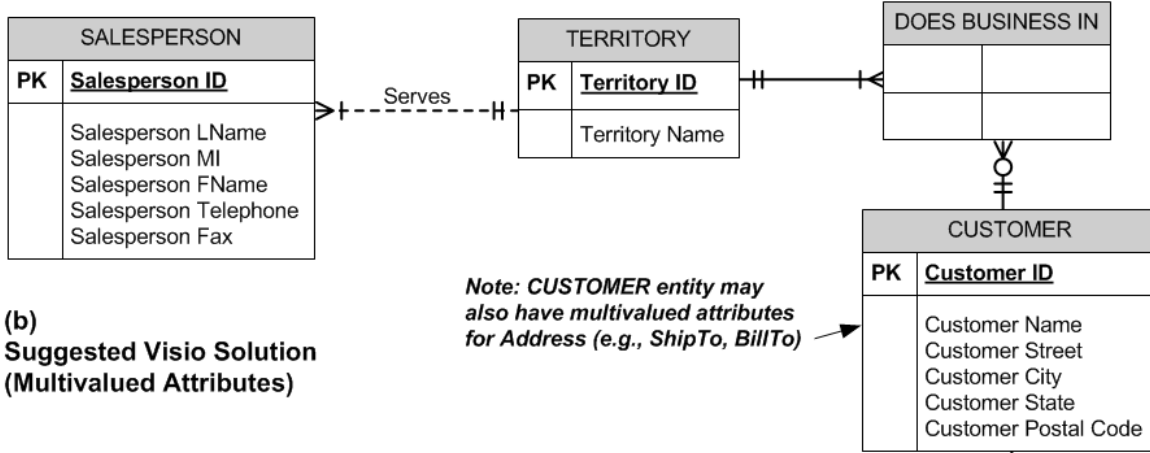 SALESPERSON
PK Salesperson ID
Salesperson LName
Salesperson MI
Salesperson FName
Salesperson Telephone
Salesperson Fax
Serves
TERRITORY
PK Territory ID
Territory Name
DOES BUSINESS IN
CUSTOMER
PK Customer ID
Customer Name
Customer Street
Customer City
Customer State
Customer Postal Code
Note: CUSTOMER entity may
also have multivalued attributes
for Address (e.g., ShipTo, BillTo)
(b)
Suggested Visio Solution
(Multivalued Attributes)